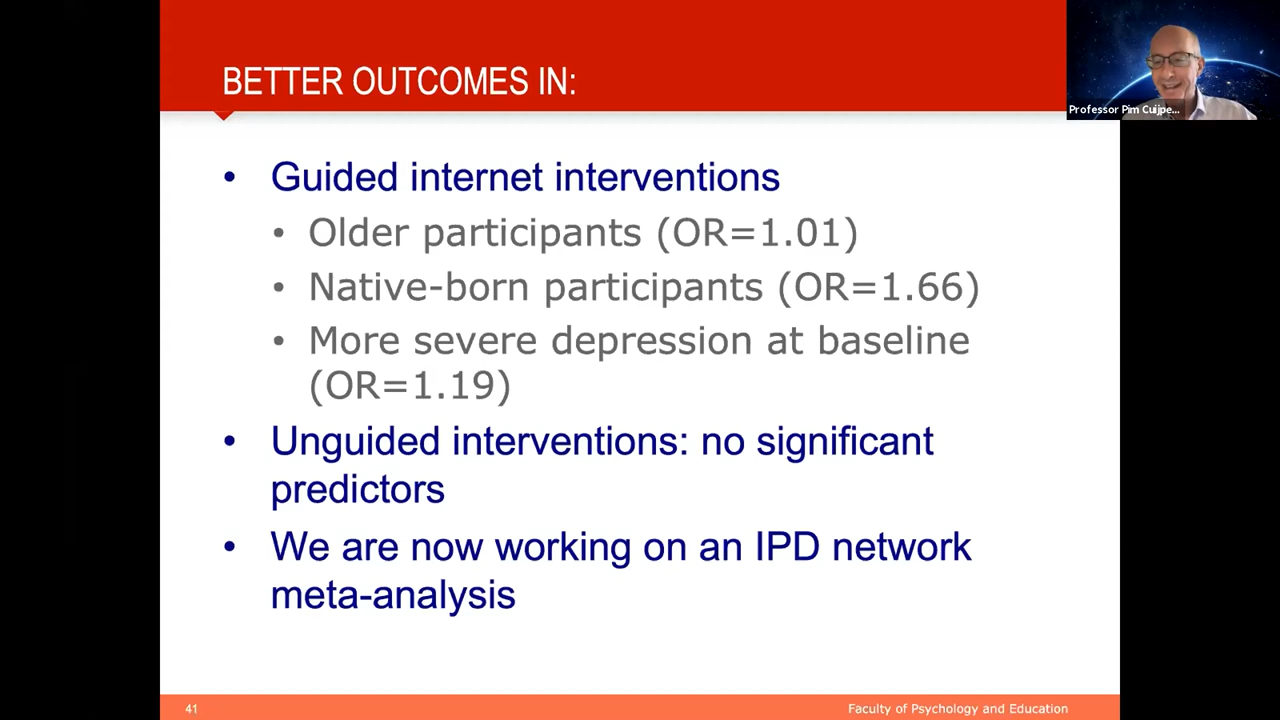 BETTER OUTCOMES IN:
Professor Pim Cuijpe...
• Guided internet interventions
• Older participants (OR=1.01)
• Native-born participants (OR=1.66)
• More severe depression at baseline
(OR=1.19)
• Unguided interventions: no significant
predictors
• We are now working on an IPD network
meta-analysis
41
Faculty of Psychology and Education